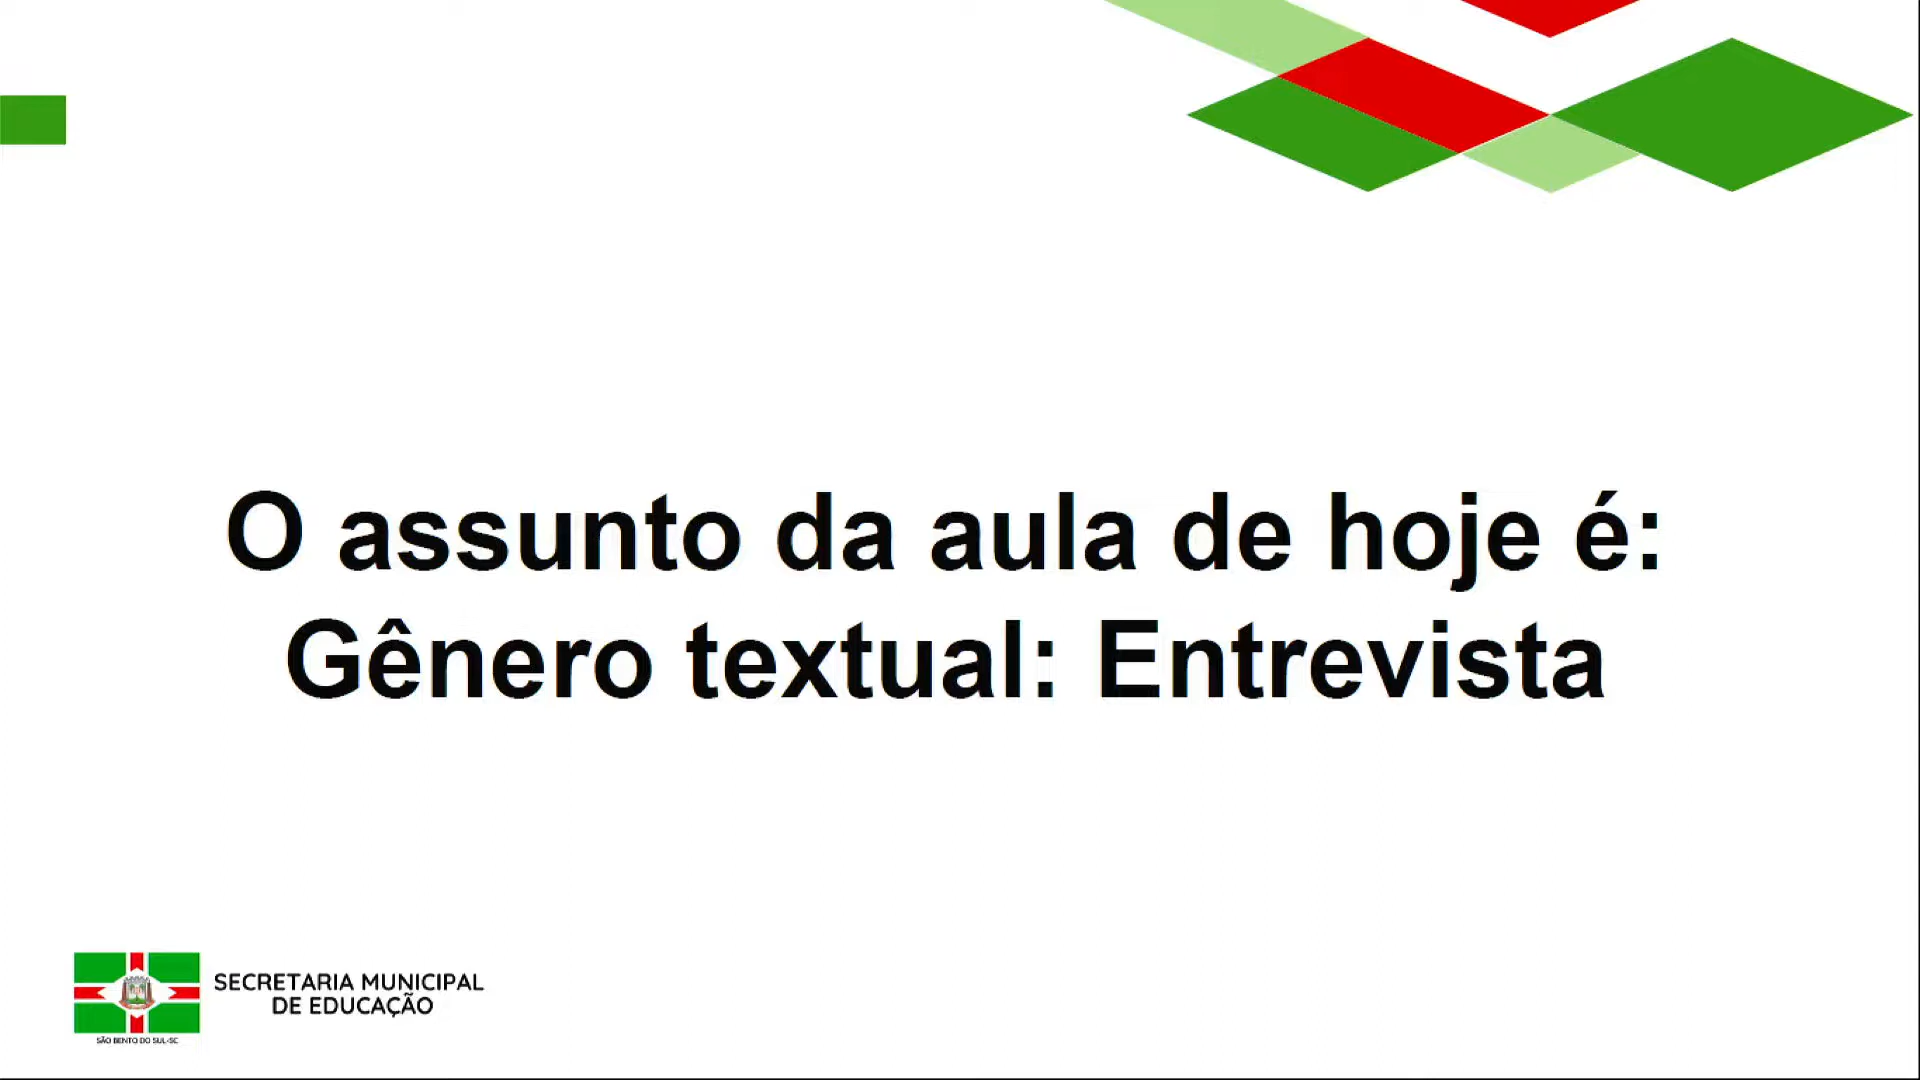 O assunto da aula de hoje é:
Gênero textual: Entrevista
SECRETARIA MUNICIPAL
DE EDUCAÇÃO
SÃO BENTO DO SUL-SC